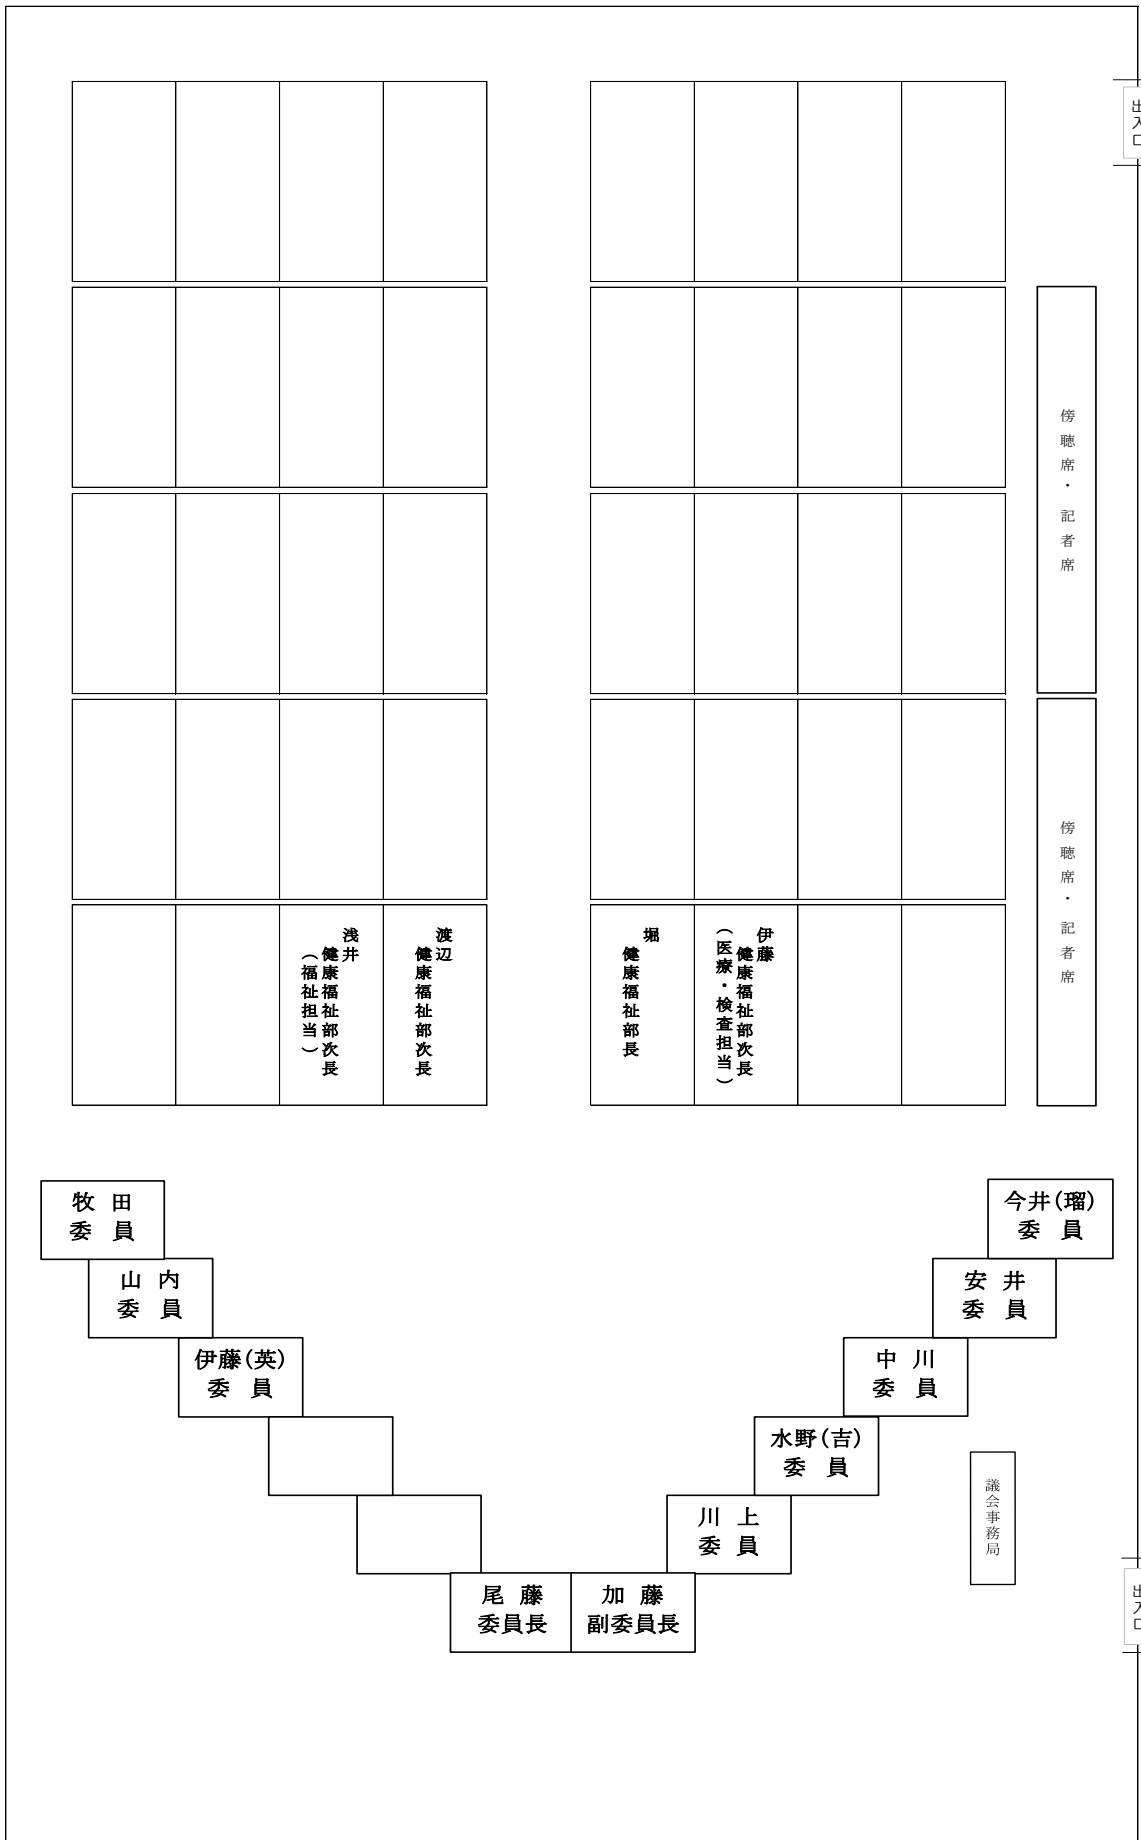 出入口
傍聴席・記者席
傍聴席・記者席
伊藤
健康福祉部次長
（医療・検査担当）
堀
健康福祉部長
渡辺
健康福祉部次長
浅井
健康福祉部次長
（福祉担当）
牧 田
委 員
今井(瑠)
委 員
山 内
委 員
安 井
委 員
伊藤(英)
委 員
中 川
委 員
水野(吉)
委 員
川 上
委 員
議会事務局
尾 藤
委員長
加 藤
副委員長
出入口